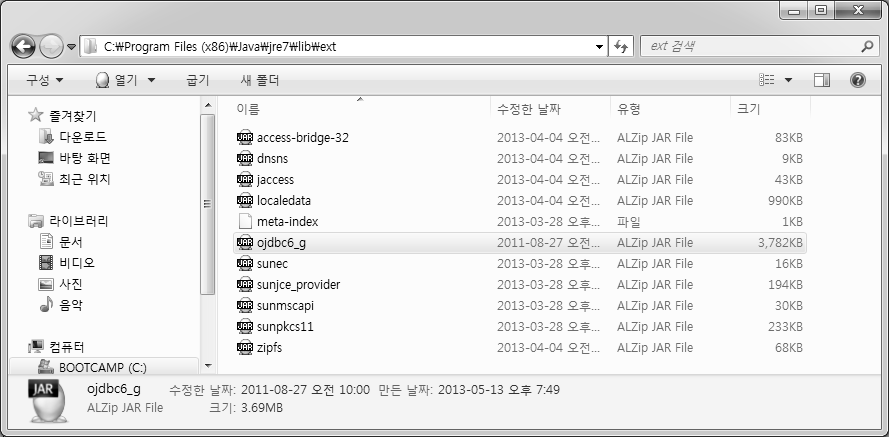 C:₩Program Files (x86)₩Java₩jre7₩lib₩ext
ext 검색
구성 열기 굽기 새 폴더
즐겨찾기
다운로드
바탕 화면
최근 위치
라이브러리
문서
비디오
사진
음악
컴퓨터
BOOTCAMP (C:)
이름 수정한 날짜 유형 크기
access-bridge-32 2013-04-04 오전... ALZip JAR File 83KB
dnsns 2013-04-04 오전... ALZip JAR File 9KB
jaccess 2013-04-04 오전... ALZip JAR File 43KB
localedata 2013-04-04 오전... ALZip JAR File 990KB
meta-index 2013-03-28 오후... 파일 1KB
ojdbc6_g 2011-08-27 오전... ALZip JAR File 3,782KB
sunec 2013-03-28 오후... ALZip JAR File 16KB
sunjce_provider 2013-03-28 오후... ALZip JAR File 194KB
sunmscapi 2013-03-28 오후... ALZip JAR File 30KB
sunpkcs11 2013-03-28 오후... ALZip JAR File 233KB
zipfs 2013-04-04 오전... ALZip JAR File 68KB
JAR
ojdbc6_g 수정한 날짜: 2011-08-27 오전 10:00 만든 날짜: 2013-05-13 오후 7:49
ALZip JAR File 크기: 3.69MB